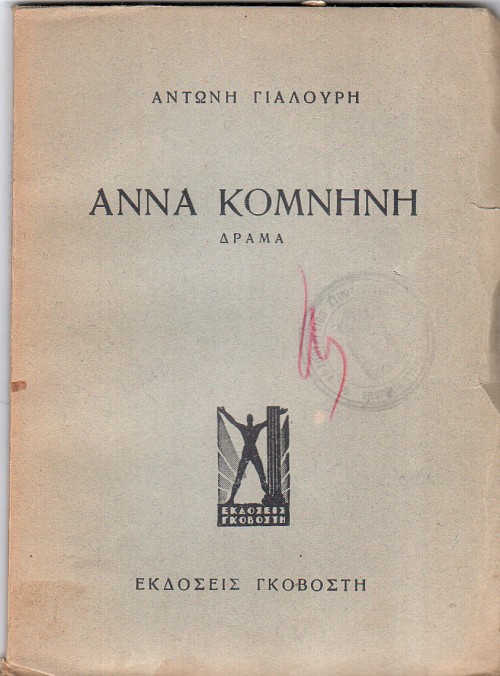 ΑΝΤΩΝΗ ΓΙΑΛΟΥΡΗ
ΑΝΝΑ ΚΟΜΝΗΝΗ
ΔΡΑΜΑ
ΕΚΔΟΣΕΙΣ
ΓΚΟΒΟΣΤΗ
ΕΚΔΟΣΕΙΣ ΓΚΟΒΟΣΤΗ